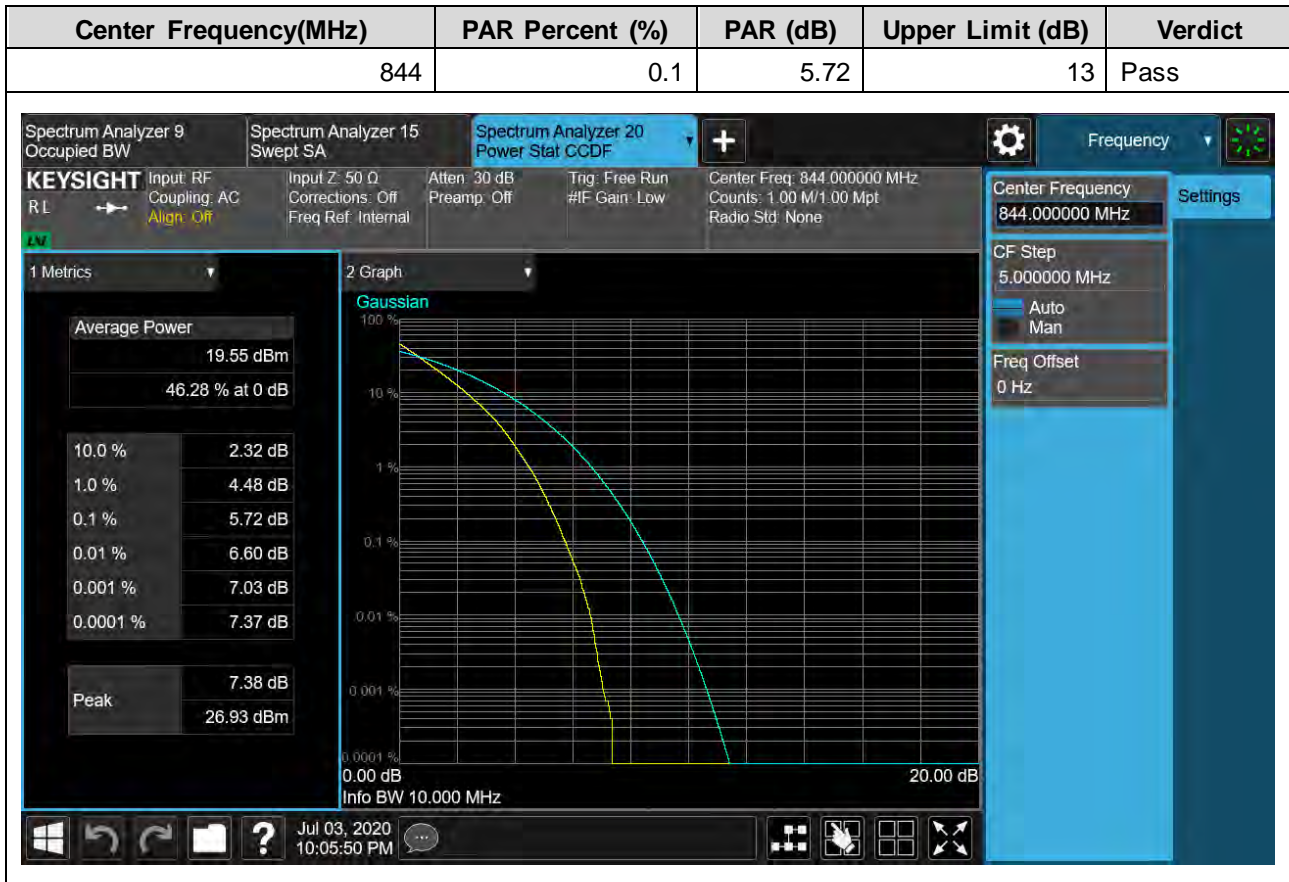 Center Frequency(MHz) PAR Percent (%) PAR (dB) Upper Limit (dB) Verdict
844 0.1 5.72 13 Pass
Spectrum Analyzer 9
Occupied BW
Spectrum Analyzer 15
Swept SA
Spectrum Analyzer 20
Power Stat CCDF
Frequency
KEYSIGHT
RL
Input: RF
Coupling: AC
Align: Off
Input Z: 50 Ω
Corrections: Off
Freq Ref: Internal
Atten: 30 dB
Preamp: Off
Trig: Free Run
#IF Gain: Low
Center Freq: 844.000000 MHz
Counts: 1.00 M/1.00 Mpt
Radio Std: None
Center Frequency
844.000000 MHz
Settings
CF Step
5.000000 MHz
Auto
Man
Freq Offset
0 Hz
1 Metrics
Average Power
19.55 dBm
46.28 % at 0 dB
10.0 % 2.32 dB
1.0 % 4.48 dB
0.1 % 5.72 dB
0.01 % 6.60 dB
0.001 % 7.03 dB
0.0001 % 7.37 dB
Peak
7.38 dB
26.93 dBm
2 Graph
Gaussian
100 %
10 %
1 %
0.1 %
0.01 %
0.001 %
0.0001 %
0.00 dB 20.00 dB
Info BW 10.000 MHz
Jul 03, 2020
10:05:50 PM